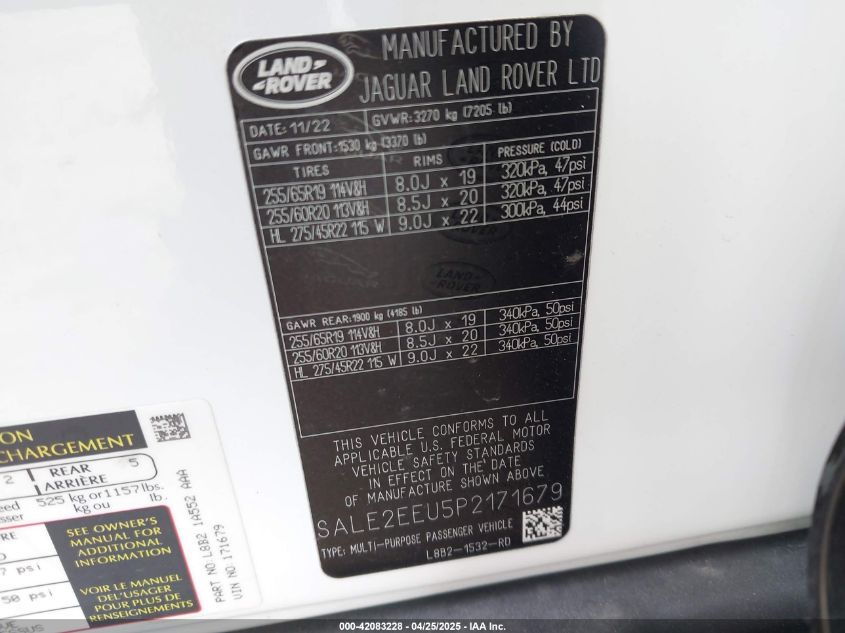 LAND ROVER
MANUFACTURED BY
JAGUAR LAND ROVER LTD
DATE: 11/22 GVWR: 3270 kg (7205 lb)
GAWR FRONT: 1530 kg (3370 lb)
TIRES RIMS PRESSURE (COLD)
255/65R19 114V&H 8.0J x 19 320kPa, 47psi
255/60R20 113V&H 8.5J x 20 320kPa, 47psi
HL 275/45R22 115 W 9.0J x 22 300kPa, 44psi
LAND ROVER
JAGUAR
GAWR REAR: 1900 kg (4185 lb)
255/65R19 114V&H 8.0J x 19 340kPa, 50psi
255/60R20 113V&H 8.5J x 20 340kPa, 50psi
HL 275/45R22 115 W 9.0J x 22 340kPa, 50psi
THIS VEHICLE CONFORMS TO ALL
APPLICABLE U.S. FEDERAL MOTOR
VEHICLE SAFETY STANDARDS
IN EFFECT ON THE DATE
OF MANUFACTURE SHOWN ABOVE.
SALE2EEU5P2171679
TYPE: MULTI-PURPOSE PASSENGER VEHICLE
L8B2-1532-RD
CHARGEMENT
2 REAR 5
ARRIÈRE
525 kg or 1157 lbs.
kg ou lb.
SEE OWNER'S
MANUAL FOR
ADDITIONAL
INFORMATION
VOIR LE MANUEL
DE L'USAGER
POUR PLUS DE
RENSEIGNEMENTS
psi
50 psi
PART NO: L8B2 1A552 AAA
VIN NO: 171679
000-42083228 - 04/25/2025 - IAA Inc.